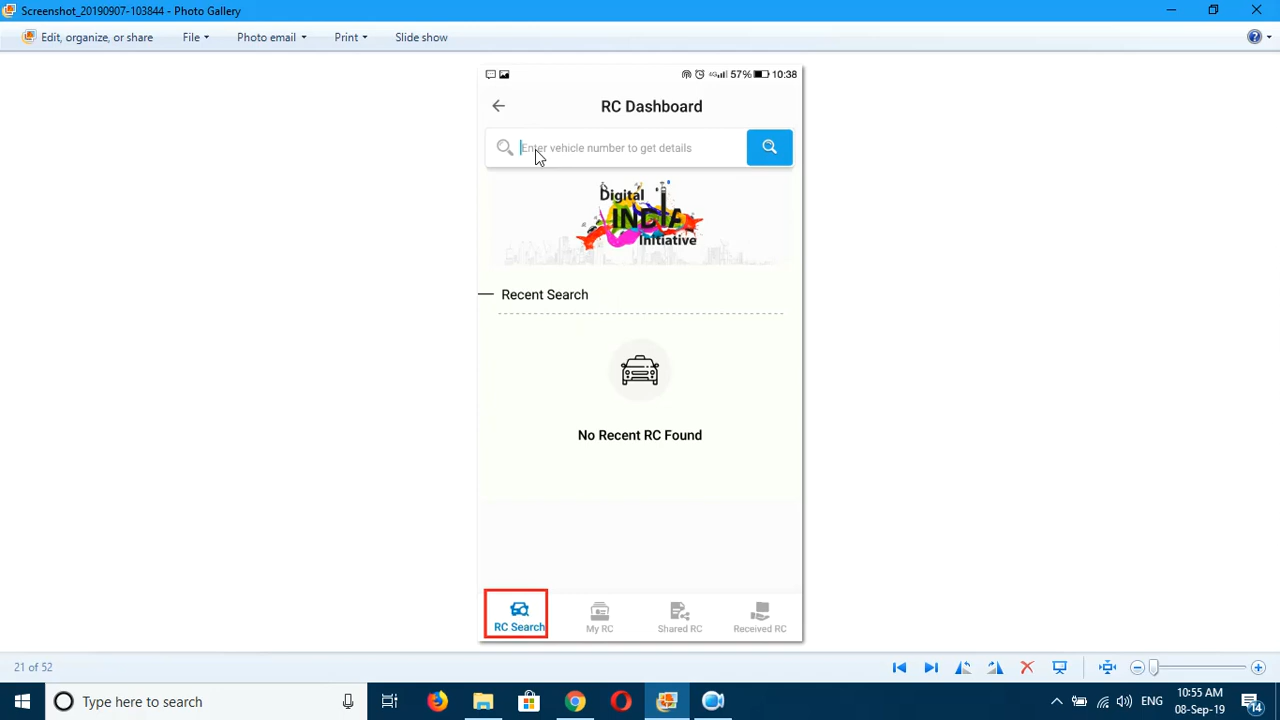 Screenshot_20190907-103844 - Photo Gallery
Edit, organize, or share File Photo email Print Slide show
57% 10:38
RC Dashboard
Enter vehicle number to get details
Digital
INDIA
Initiative
Recent Search
No Recent RC Found
RC Search My RC Shared RC Received RC
21 of 52
Type here to search
ENG
10:55 AM
08-Sep-19
14